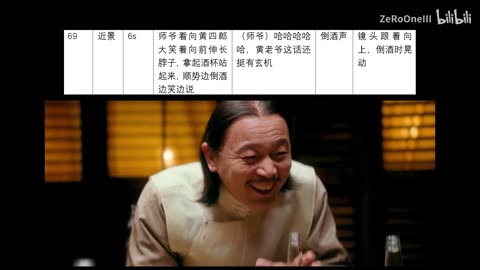 ZeRoOneIII bilibili
69 近景 6s 师爷看向黄四郎 （师爷）哈哈哈哈 倒酒声 镜头跟着向
大笑着向前伸长 哈，黄老爷这话还 上，倒酒时晃
脖子，拿起酒杯站 挺有玄机 动
起来，顺势边倒酒
边笑边说